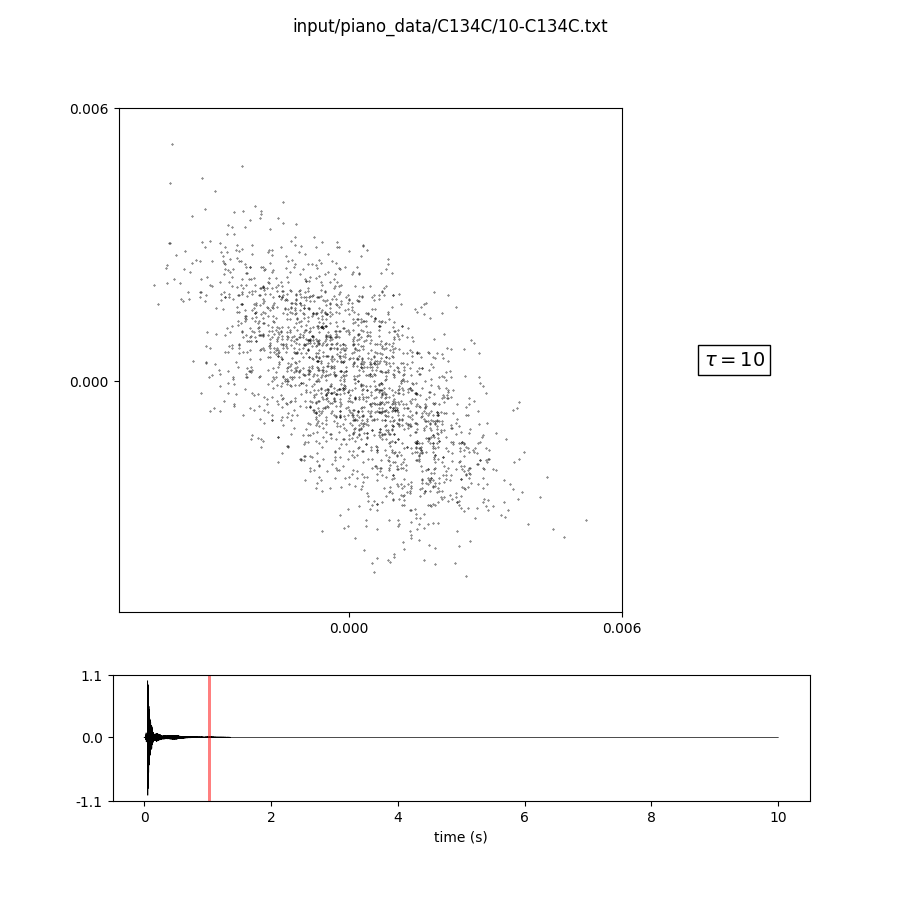 input/piano_data/C134C/10-C134C.txt
0.006
0.000
τ = 10
0.000 0.006
1.1
0.0
-1.1
0 2 4 6 8 10
time (s)